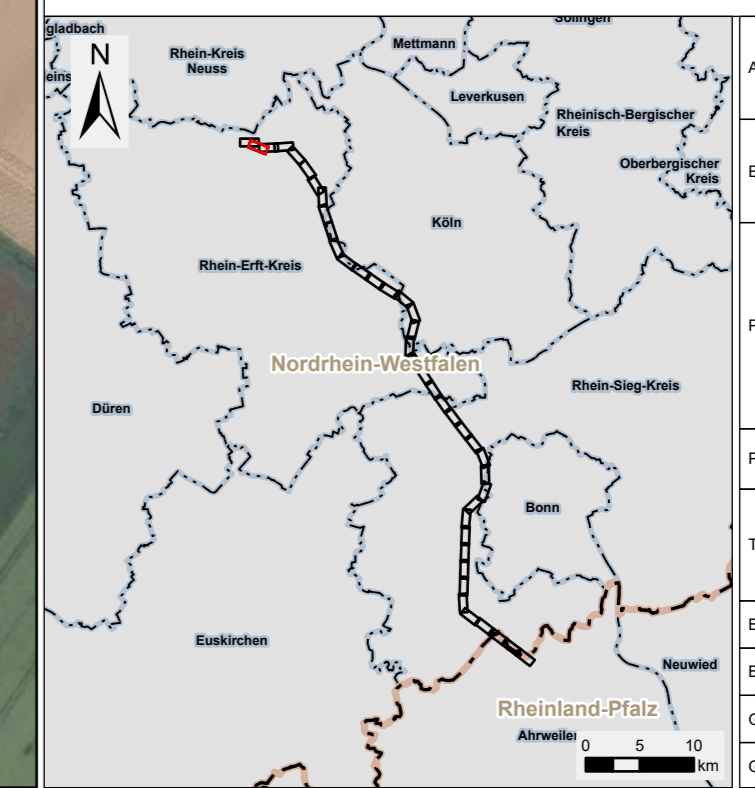 Solingen
gladbach
Mettmann
N
Rhein-Kreis
Neuss
eins
Leverkusen
Rheinisch-Bergischer
Kreis
Oberbergischer
Kreis
Köln
Rhein-Erft-Kreis
Nordrhein-Westfalen
Rhein-Sieg-Kreis
Düren
Bonn
Euskirchen
Neuwied
Rheinland-Pfalz
Ahrweiler
0 5 10
km